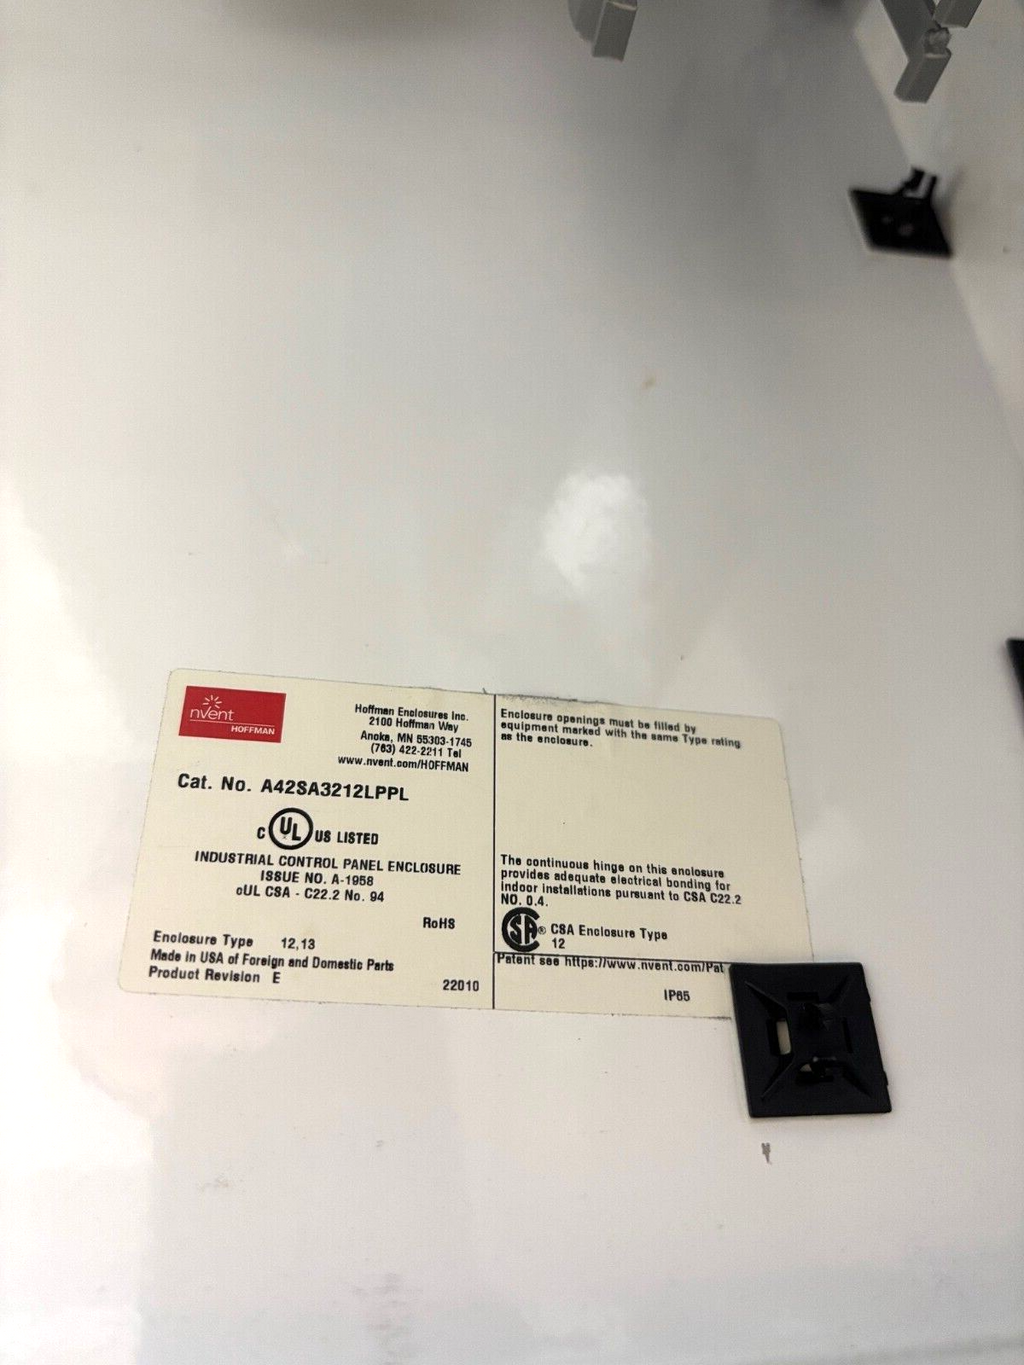 nvent
HOFFMAN
Hoffman Enclosures Inc.
2100 Hoffman Way
Anoka, MN 55303-1745
(763) 422-2211 Tel
www.nvent.com/HOFFMAN
Cat. No. A42SA3212LPPL
C UL US LISTED
INDUSTRIAL CONTROL PANEL ENCLOSURE
ISSUE NO. A-1958
cUL CSA - C22.2 No. 94
RoHS
Enclosure Type 12,13
Made in USA of Foreign and Domestic Parts
Product Revision E
22010
Enclosure openings must be filled by
equipment marked with the same Type rating
as the enclosure.
The continuous hinge on this enclosure
provides adequate electrical bonding for
indoor installations pursuant to CSA C22.2
NO. 0.4.
SA® CSA Enclosure Type
12
Patent see https://www.nvent.com/Pat
IP65